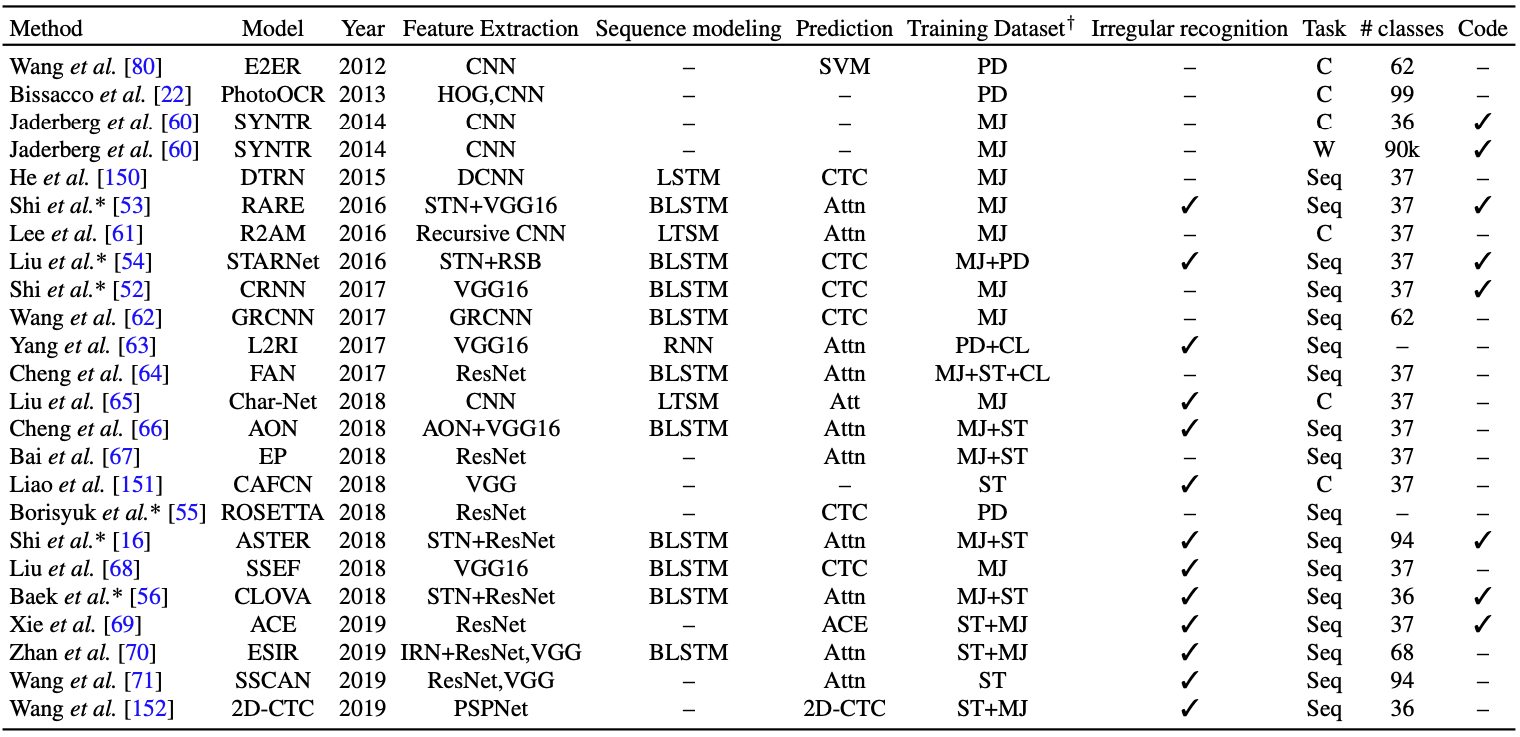 Method Model Year Feature Extraction Sequence modeling Prediction Training Dataset† Irregular recognition Task # classes Code
Wang et al. [80] E2ER 2012 CNN – SVM PD – C 62 –
Bissacco et al. [22] PhotoOCR 2013 HOG,CNN – – PD – C 99 –
Jaderberg et al. [60] SYNTR 2014 CNN – – MJ – C 36 ✓
Jaderberg et al. [60] SYNTR 2014 CNN – – MJ – W 90k ✓
He et al. [150] DTRN 2015 DCNN LSTM CTC MJ – Seq 37 –
Shi et al.* [53] RARE 2016 STN+VGG16 BLSTM Attn MJ ✓ Seq 37 ✓
Lee et al. [61] R2AM 2016 Recursive CNN LTSM Attn MJ – C 37 –
Liu et al.* [54] STARNet 2016 STN+RSB BLSTM CTC MJ+PD ✓ Seq 37 ✓
Shi et al.* [52] CRNN 2017 VGG16 BLSTM CTC MJ – Seq 37 ✓
Wang et al. [62] GRCNN 2017 GRCNN BLSTM CTC MJ – Seq 62 –
Yang et al. [63] L2RI 2017 VGG16 RNN Attn PD+CL ✓ Seq – –
Cheng et al. [64] FAN 2017 ResNet BLSTM Attn MJ+ST+CL – Seq 37 –
Liu et al. [65] Char-Net 2018 CNN LTSM Att MJ ✓ C 37 –
Cheng et al. [66] AON 2018 AON+VGG16 BLSTM Attn MJ+ST ✓ Seq 37 –
Bai et al. [67] EP 2018 ResNet – Attn MJ+ST – Seq 37 –
Liao et al. [151] CAFCN 2018 VGG – – ST ✓ C 37 –
Borisyuk et al.* [55] ROSETTA 2018 ResNet – CTC PD – Seq – –
Shi et al.* [16] ASTER 2018 STN+ResNet BLSTM Attn MJ+ST ✓ Seq 94 ✓
Liu et al. [68] SSEF 2018 VGG16 BLSTM CTC MJ ✓ Seq 37 –
Baek et al.* [56] CLOVA 2018 STN+ResNet BLSTM Attn MJ+ST ✓ Seq 36 ✓
Xie et al. [69] ACE 2019 ResNet – ACE ST+MJ ✓ Seq 37 ✓
Zhan et al. [70] ESIR 2019 IRN+ResNet,VGG BLSTM Attn ST+MJ ✓ Seq 68 –
Wang et al. [71] SSCAN 2019 ResNet,VGG – Attn ST ✓ Seq 94 –
Wang et al. [152] 2D-CTC 2019 PSPNet – 2D-CTC ST+MJ ✓ Seq 36 –